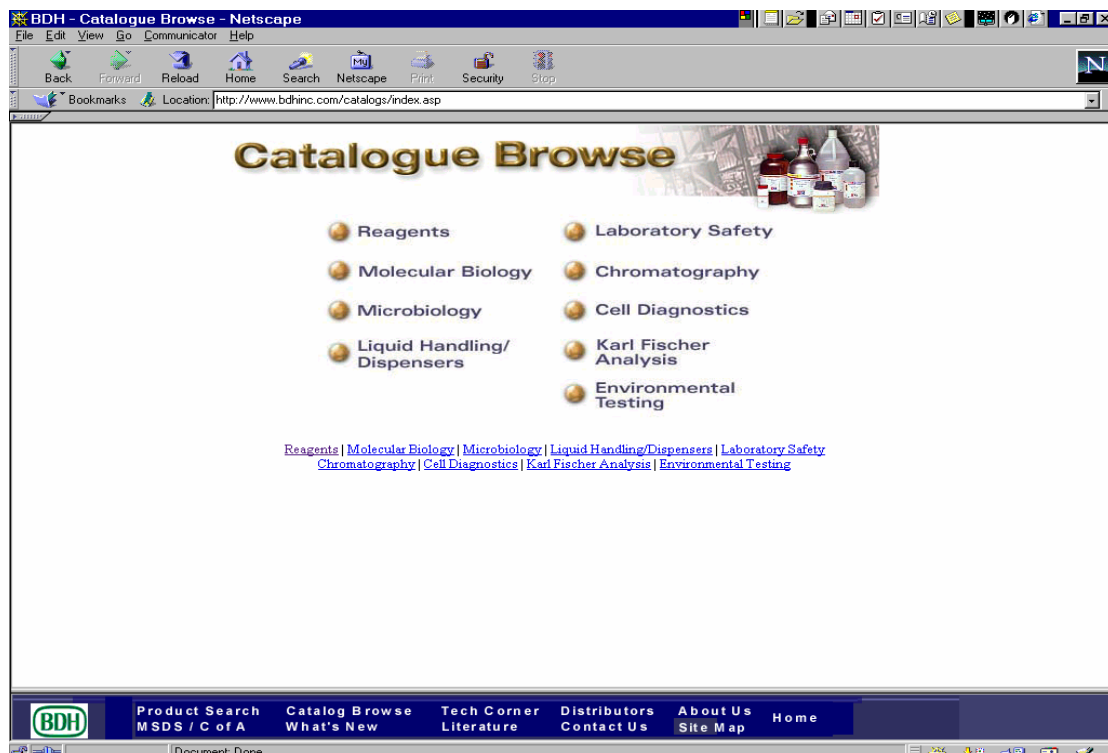 BDH - Catalogue Browse - Netscape
File Edit View Go Communicator Help
Back Forward Reload Home Search Netscape Print Security Stop
Bookmarks Location: http://www.bdhinc.com/catalogs/index.asp
Catalogue Browse
Reagents
Molecular Biology
Microbiology
Liquid Handling/
Dispensers
Laboratory Safety
Chromatography
Cell Diagnostics
Karl Fischer
Analysis
Environmental
Testing
Reagents | Molecular Biology | Microbiology | Liquid Handling/Dispensers | Laboratory Safety
Chromatography | Cell Diagnostics | Karl Fischer Analysis | Environmental Testing
BDH
Product Search Catalog Browse Tech Corner Distributors About Us Home
MSDS / C of A What's New Literature Contact Us Site Map
Document: Done